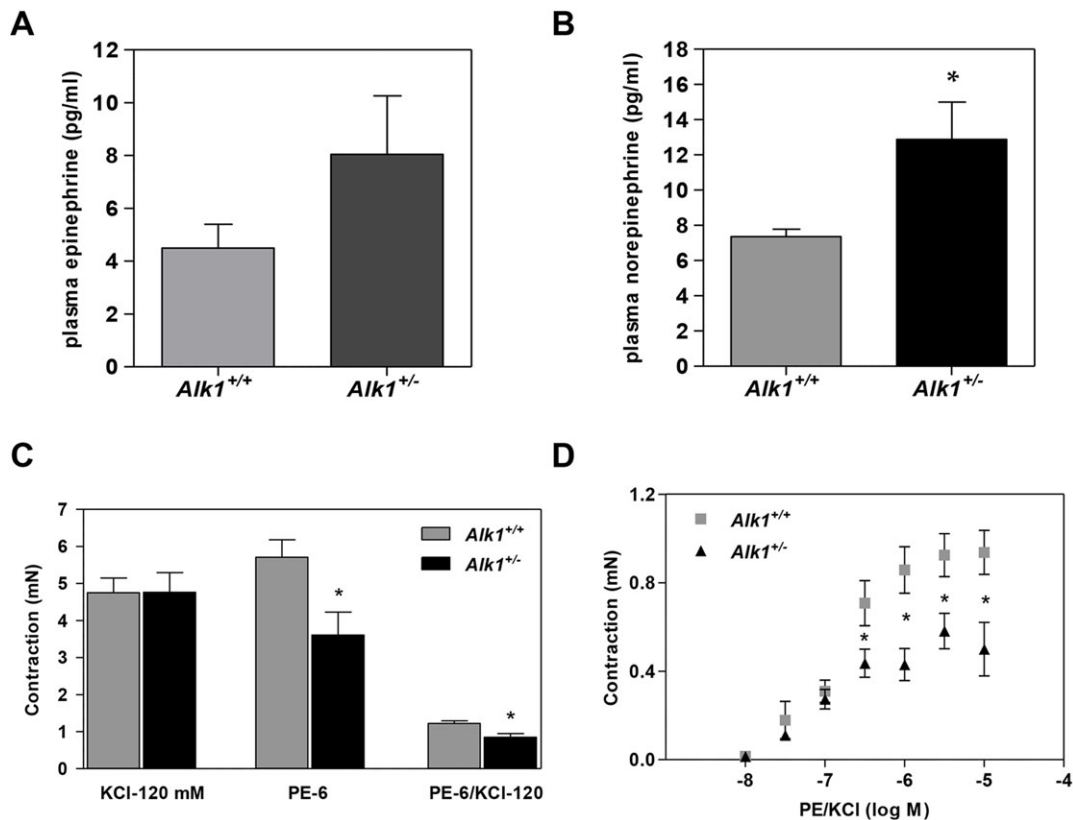 A
plasma epinephrine (pg/ml)
12
10
8
6
4
2
0
Alk1+/+
Alk1+/-
B
plasma norepinephrine (pg/ml)
18
16
14
12
10
8
6
4
2
0
*
Alk1+/+
Alk1+/-
C
Contraction (mN)
7
6
5
4
3
2
1
0
Alk1+/+
Alk1+/-
*
*
KCl-120 mM
PE-6
PE-6/KCl-120
D
Contraction (mN)
1.2
0.8
0.4
0.0
Alk1+/+
Alk1+/-
* * * *
-8 -7 -6 -5 -4
PE/KCl (log M)